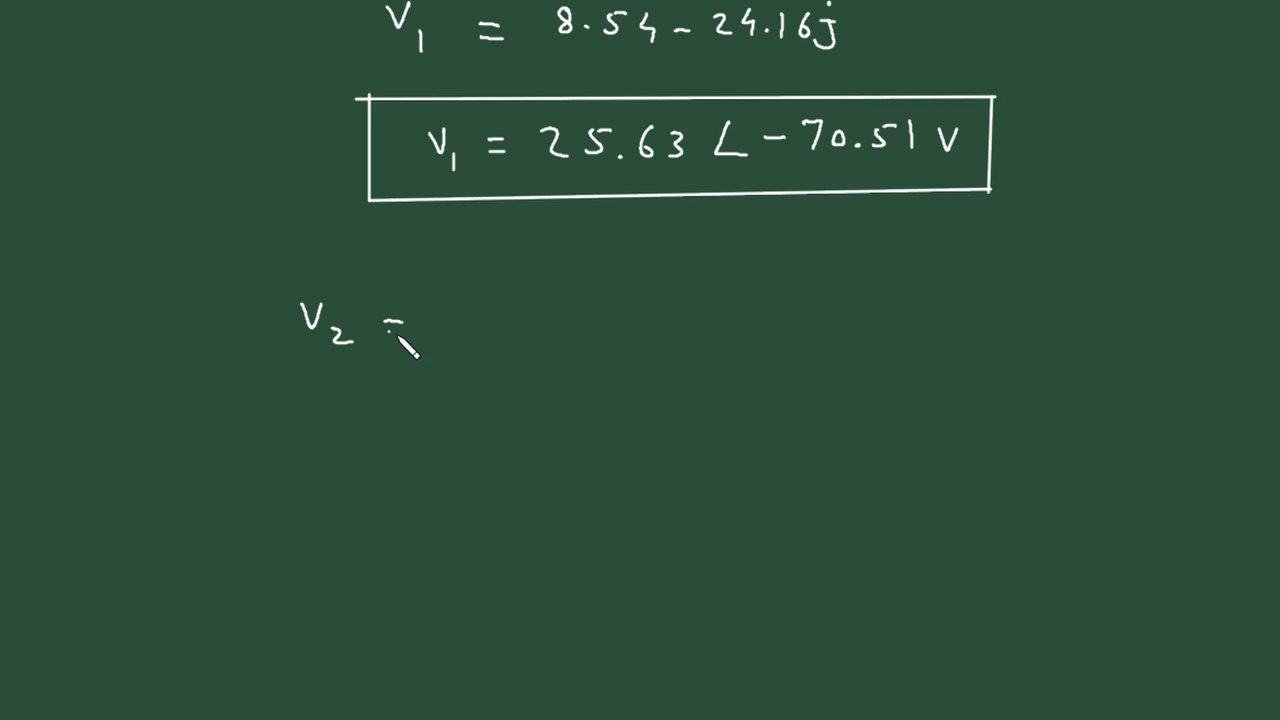 V₁ = 8.54 - 24.16j
V₁ = 25.63 ∠ -70.51 V
V₂ =